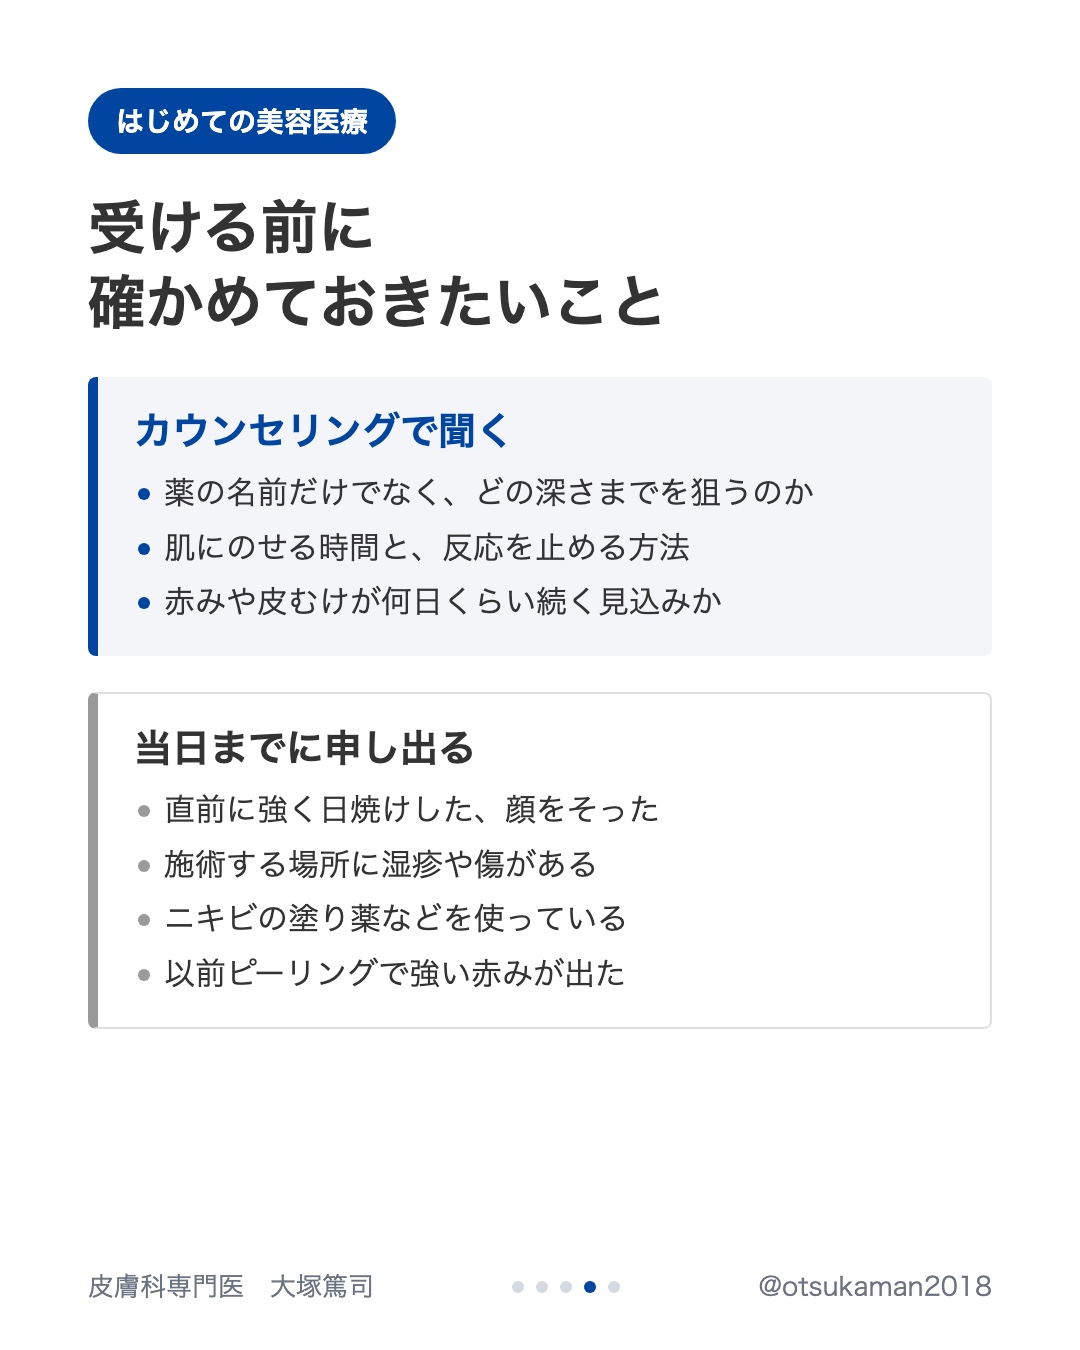 はじめての美容医療
受ける前に
確かめておきたいこと
カウンセリングで聞く
薬の名前だけでなく、どの深さまでを狙うのか
肌にのせる時間と、反応を止める方法
赤みや皮むけが何日くらい続く見込みか
当日までに申し出る
直前に強く日焼けした、顔をそった
施術する場所に湿疹や傷がある
ニキビの塗り薬などを使っている
以前ピーリングで強い赤みが出た
皮膚科専門医　大塚篤司
@otsukaman2018